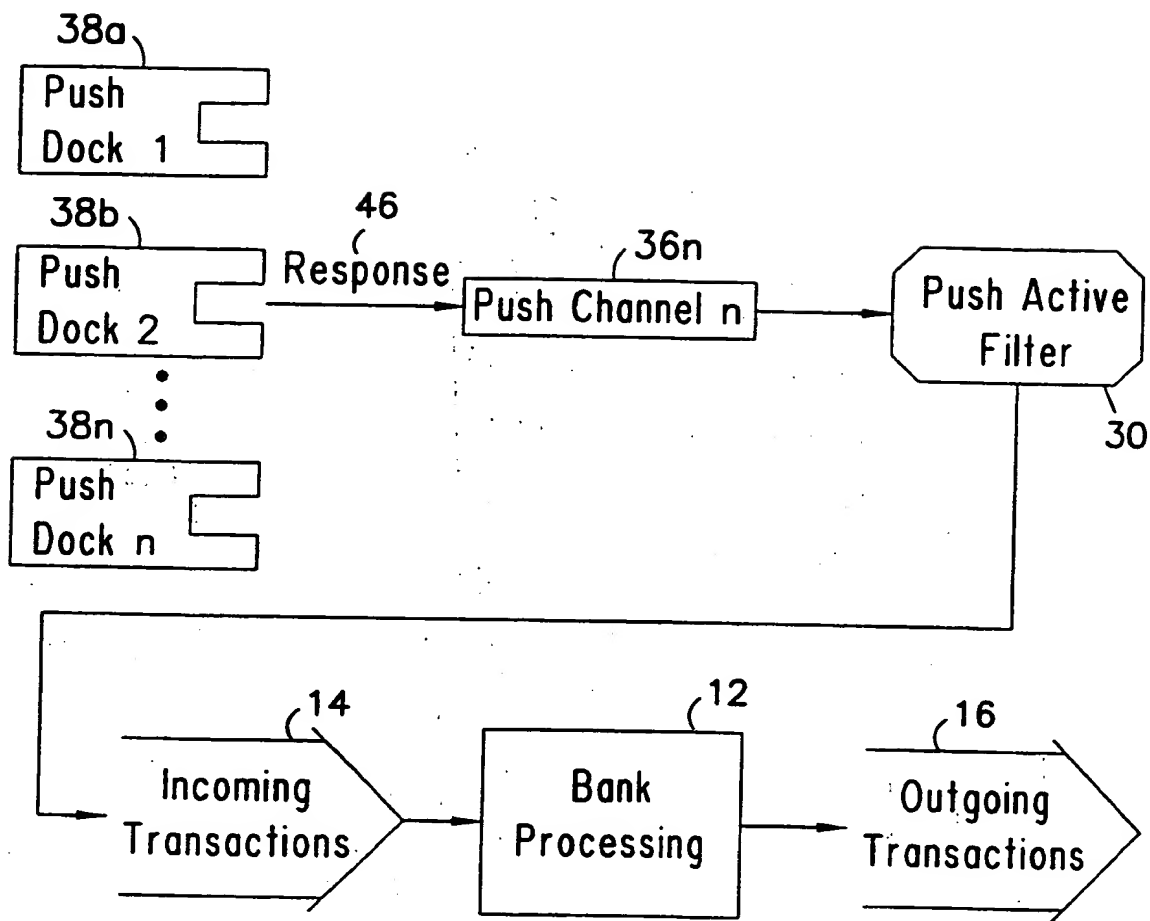 38a
Push
Dock 1
38b
Push
Dock 2
46
Response
36n
Push Channel n
Push Active
Filter
30
38n
Push
Dock n
14
Incoming
Transactions
12
Bank
Processing
16
Outgoing
Transactions